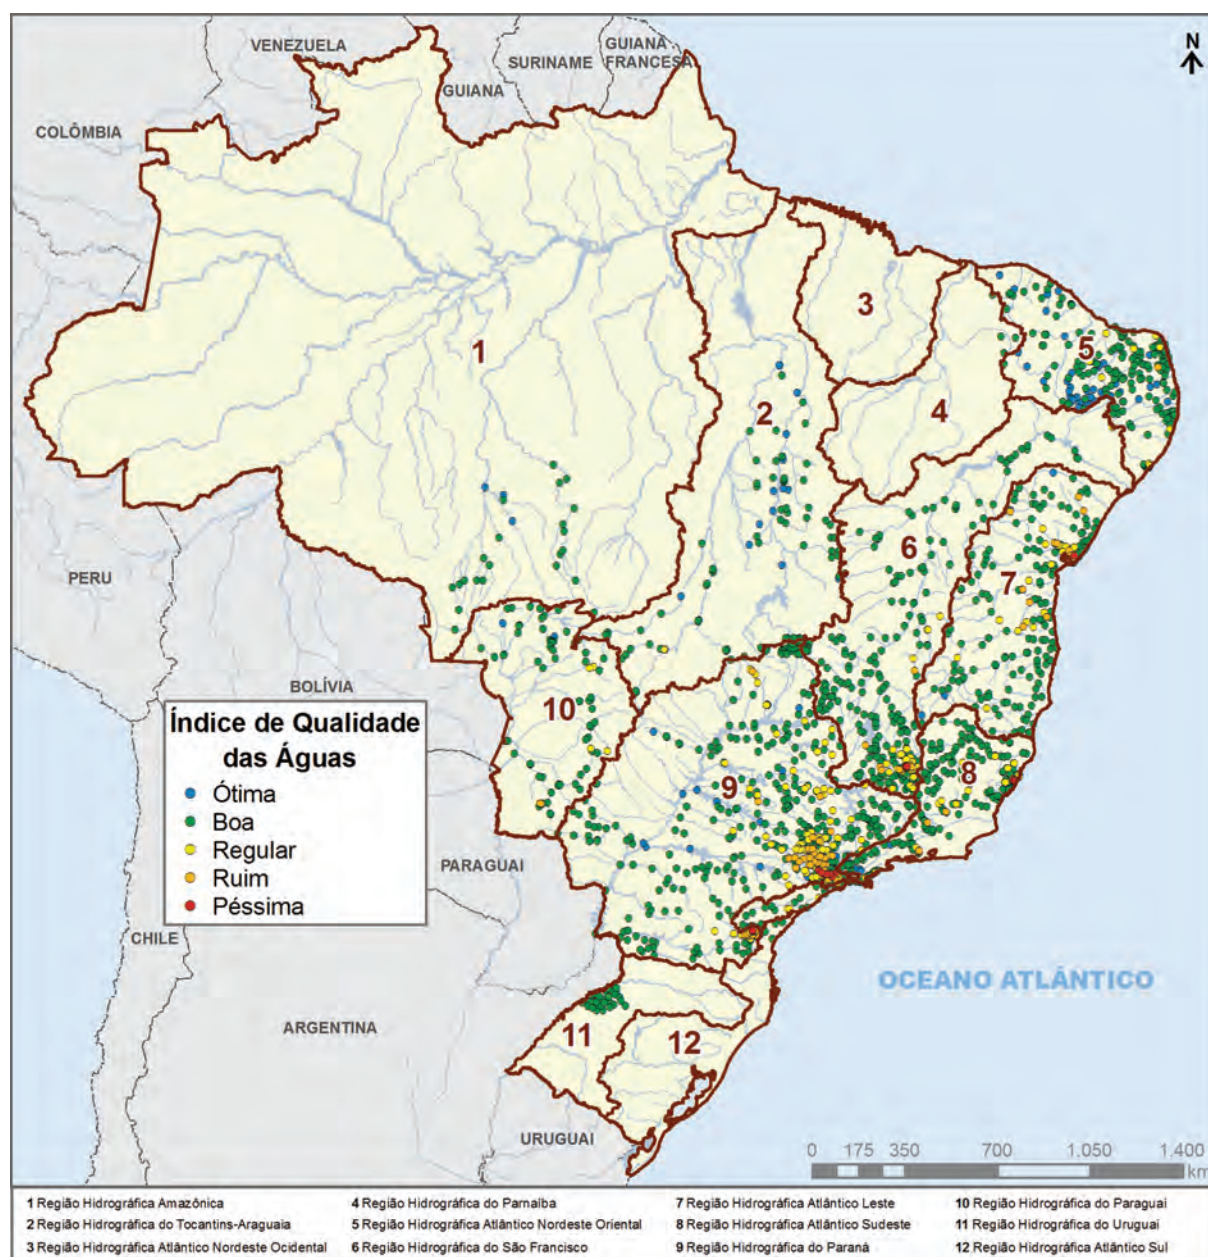 VENEZUELA
GUIANA
FRANCESA
SURINAME
GUIANA
COLÔMBIA
N
1
2
3
4
5
6
7
8
9
10
11
12
PERU
BOLÍVIA
PARAGUAI
CHILE
ARGENTINA
URUGUAI
OCEANO ATLÂNTICO
Índice de Qualidade
das Águas
Ótima
Boa
Regular
Ruim
Péssima
0 175 350 700 1.050 1.400
km
1 Região Hidrográfica Amazônica
2 Região Hidrográfica do Tocantins-Araguaia
3 Região Hidrográfica Atlântico Nordeste Ocidental
4 Região Hidrográfica do Parnaíba
5 Região Hidrográfica Atlântico Nordeste Oriental
6 Região Hidrográfica do São Francisco
7 Região Hidrográfica Atlântico Leste
8 Região Hidrográfica Atlântico Sudeste
9 Região Hidrográfica do Paraná
10 Região Hidrográfica do Paraguai
11 Região Hidrográfica do Uruguai
12 Região Hidrográfica Atlântico Sul